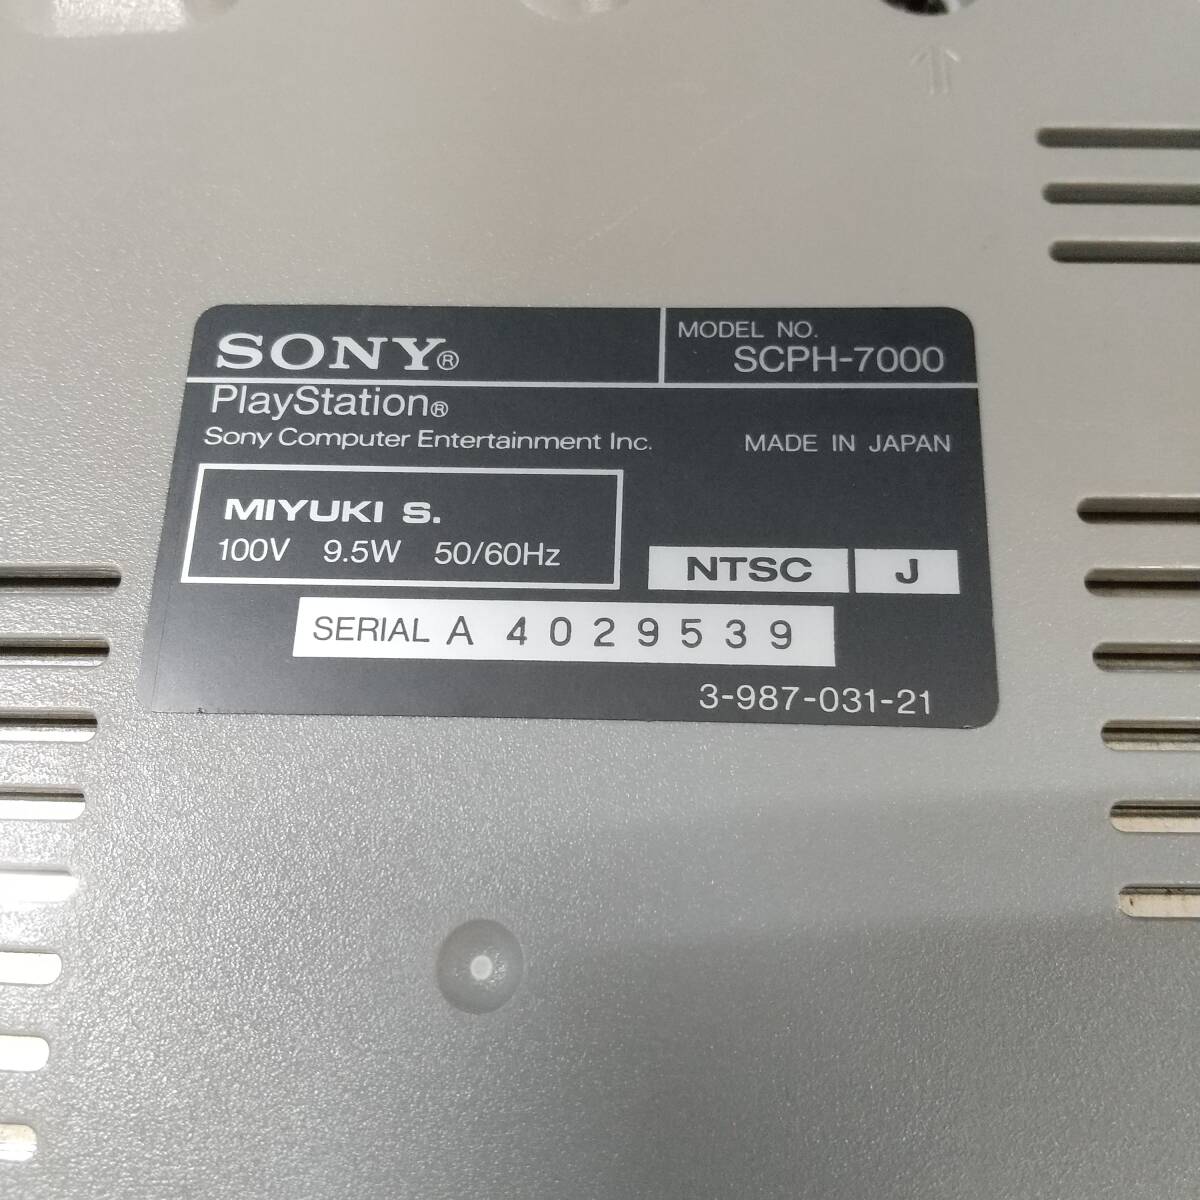 SONY®
MODEL NO.
SCPH-7000
PlayStation®
Sony Computer Entertainment Inc.
MADE IN JAPAN
MIYUKI S.
100V 9.5W 50/60Hz
NTSC J
SERIAL A 4029539
3-987-031-21